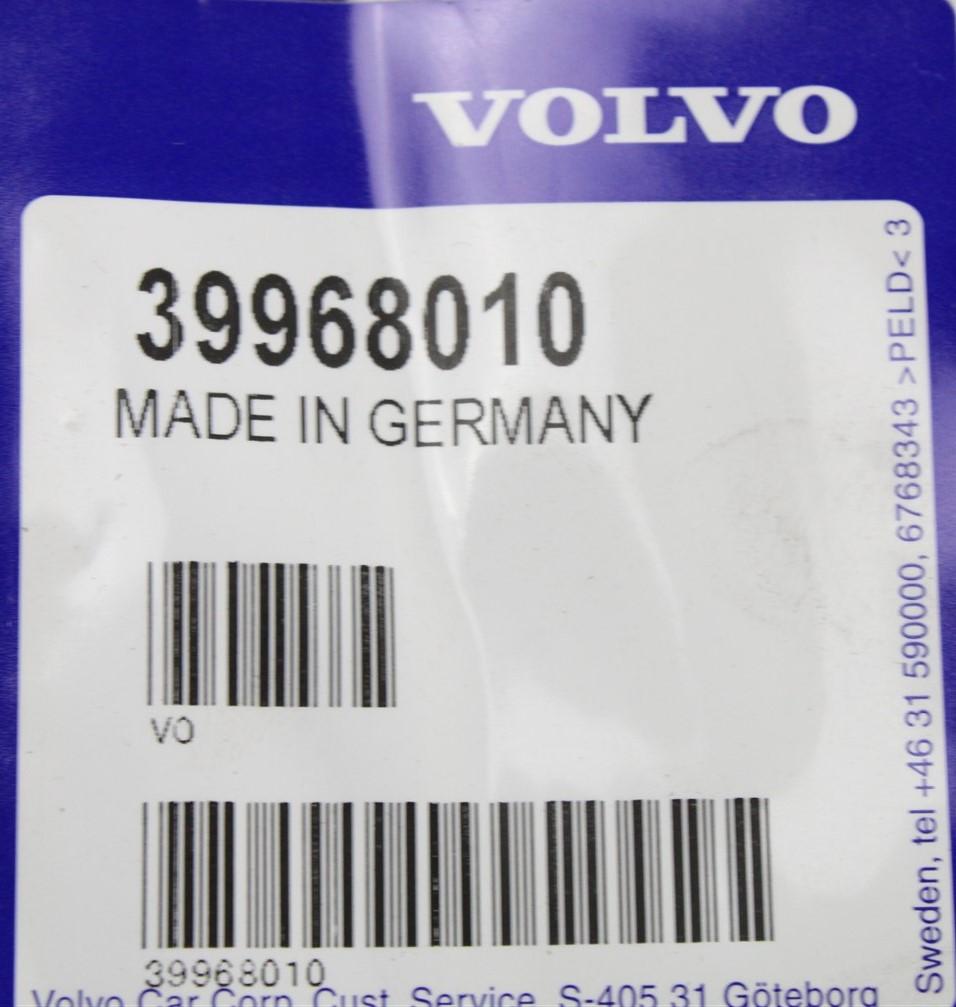 VOLVO
39968010
MADE IN GERMANY
VO
39968010
Volvo Car Corp. Cust. Service, S-405 31 Göteborg
Sweden, tel +46 31 590000, 6768343 >PELD< 3